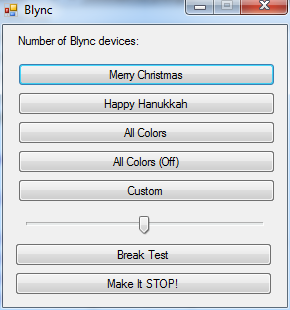 Blync
Number of Blync devices:
Merry Christmas
Happy Hanukkah
All Colors
All Colors (Off)
Custom
Break Test
Make It STOP!